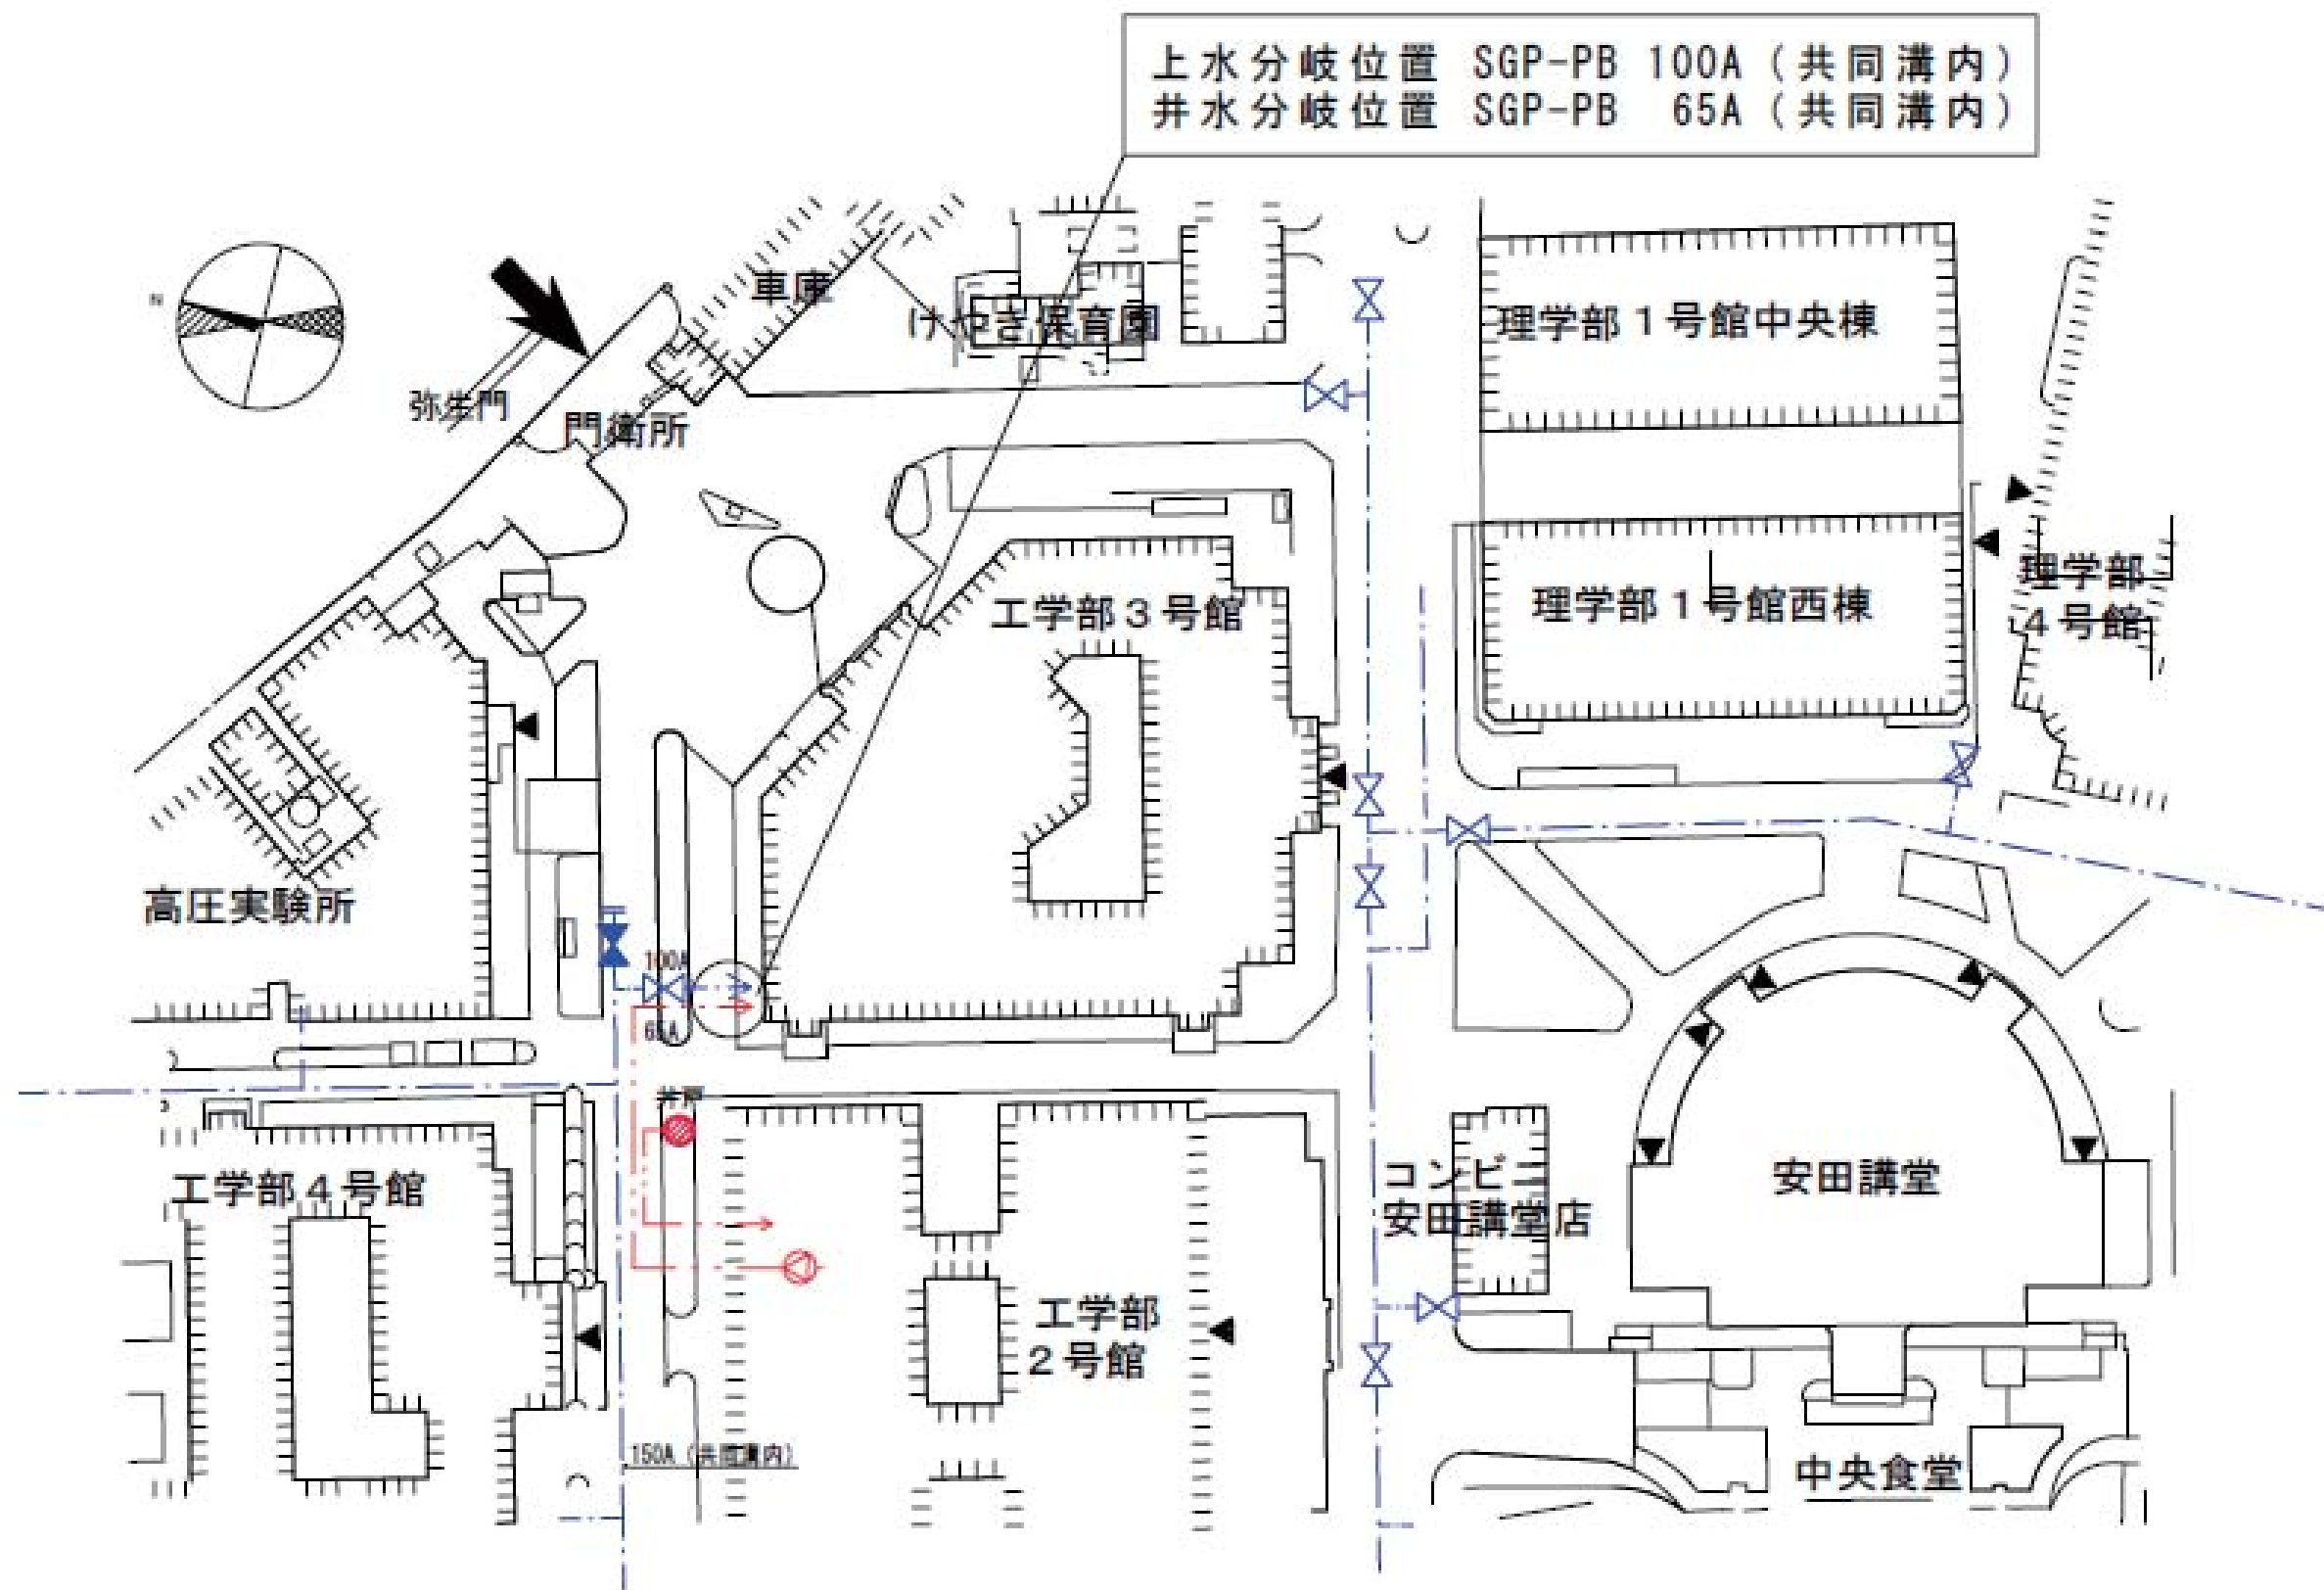 上水分岐位置 SGP-PB 100A（共同溝内）
井水分岐位置 SGP-PB 65A（共同溝内）
N
車庫
けやき保育園
理学部１号館中央棟
弥生門
門衛所
工学部３号館
理学部１号館西棟
理学部
４号館
高圧実験所
100A
65A
井戸
工学部４号館
コンビニ
安田講堂店
安田講堂
工学部
２号館
150A（共同溝内）
中央食堂